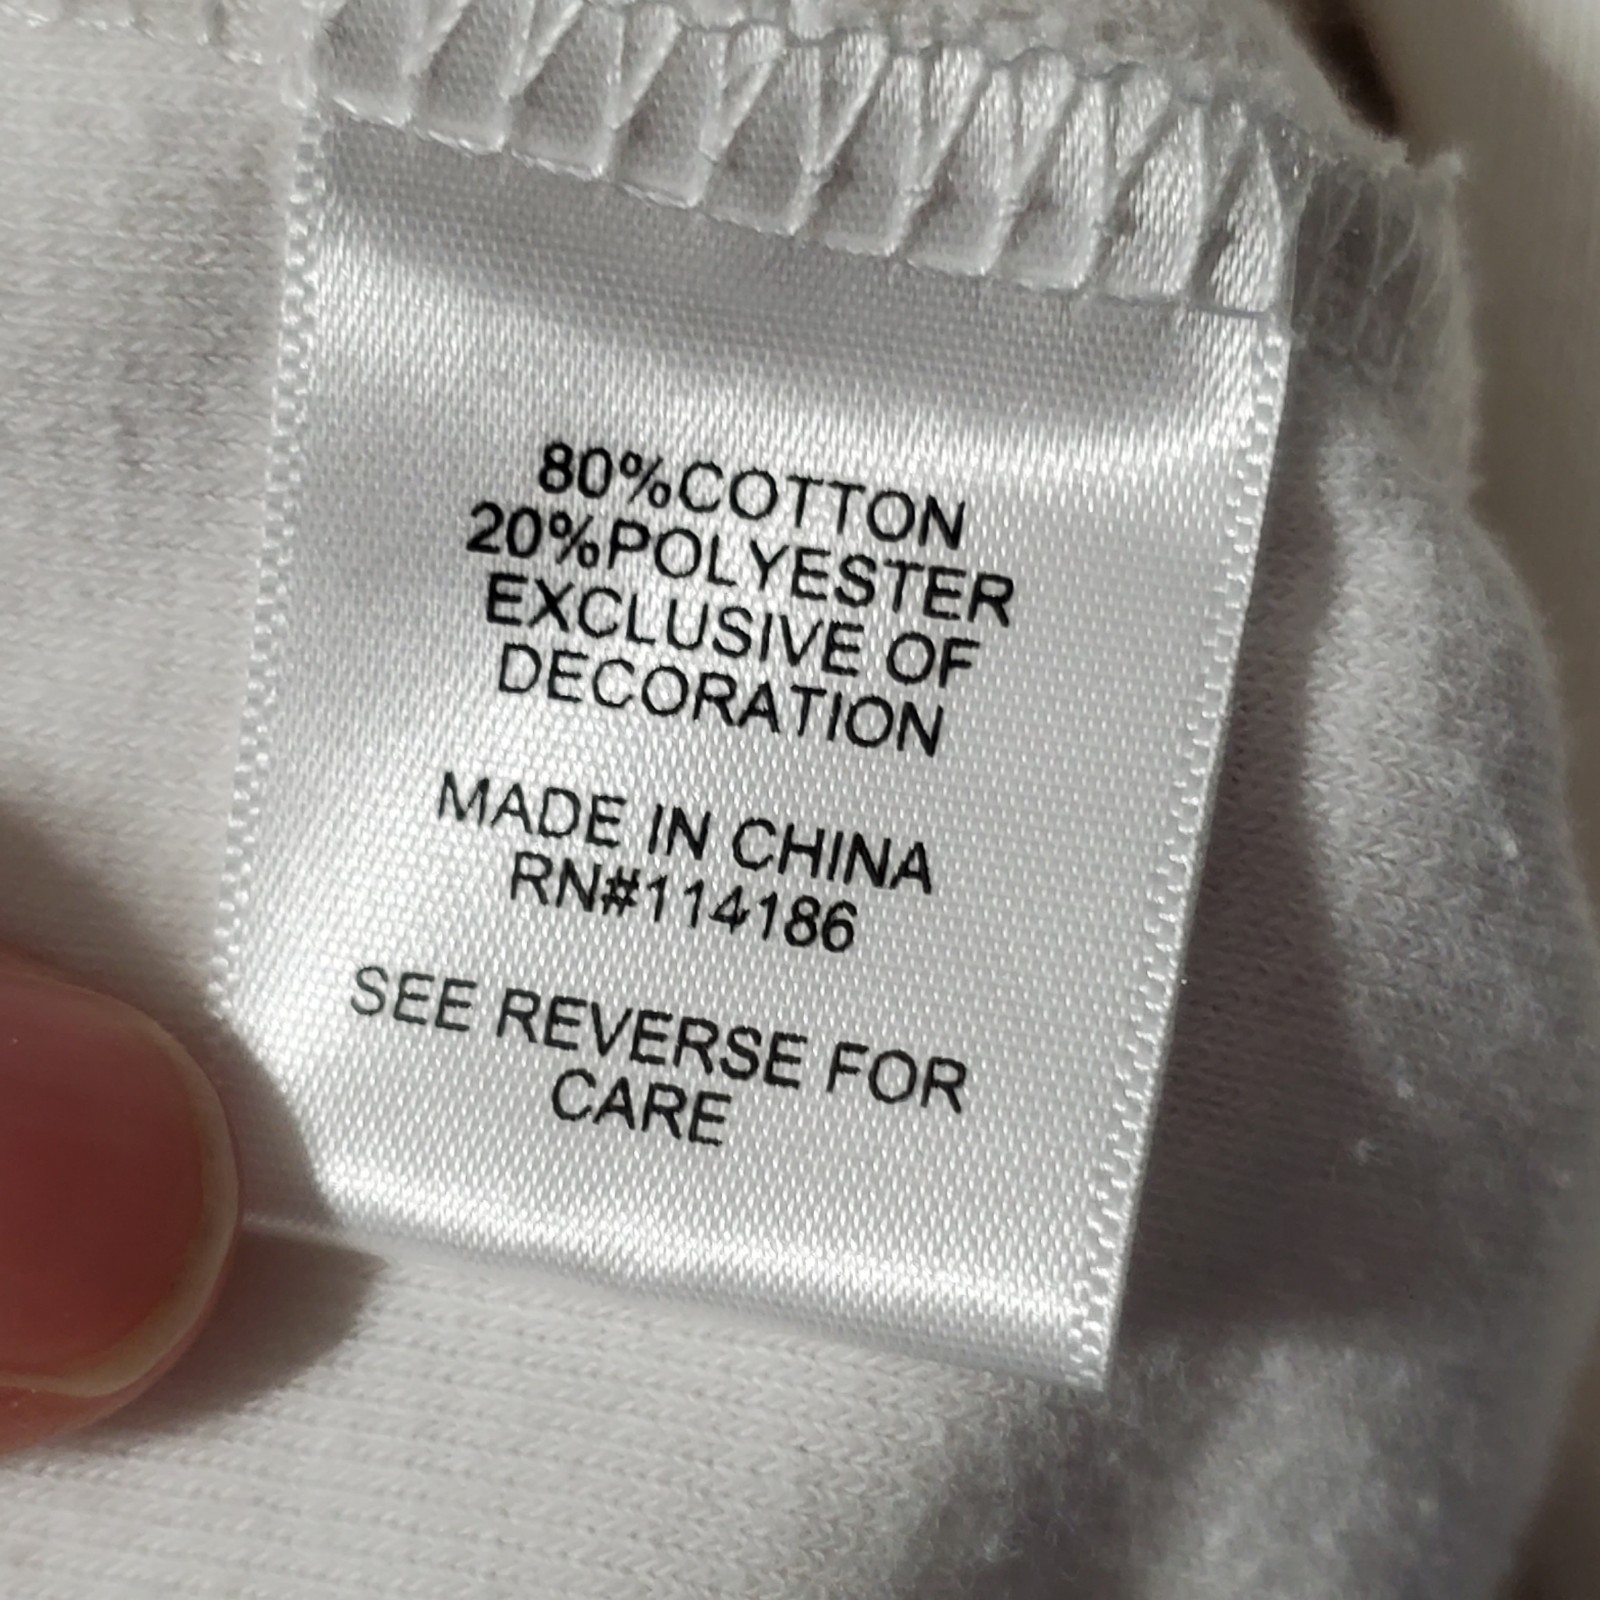 80%COTTON
20%POLYESTER
EXCLUSIVE OF
DECORATION
MADE IN CHINA
RN#114186
SEE REVERSE FOR
CARE